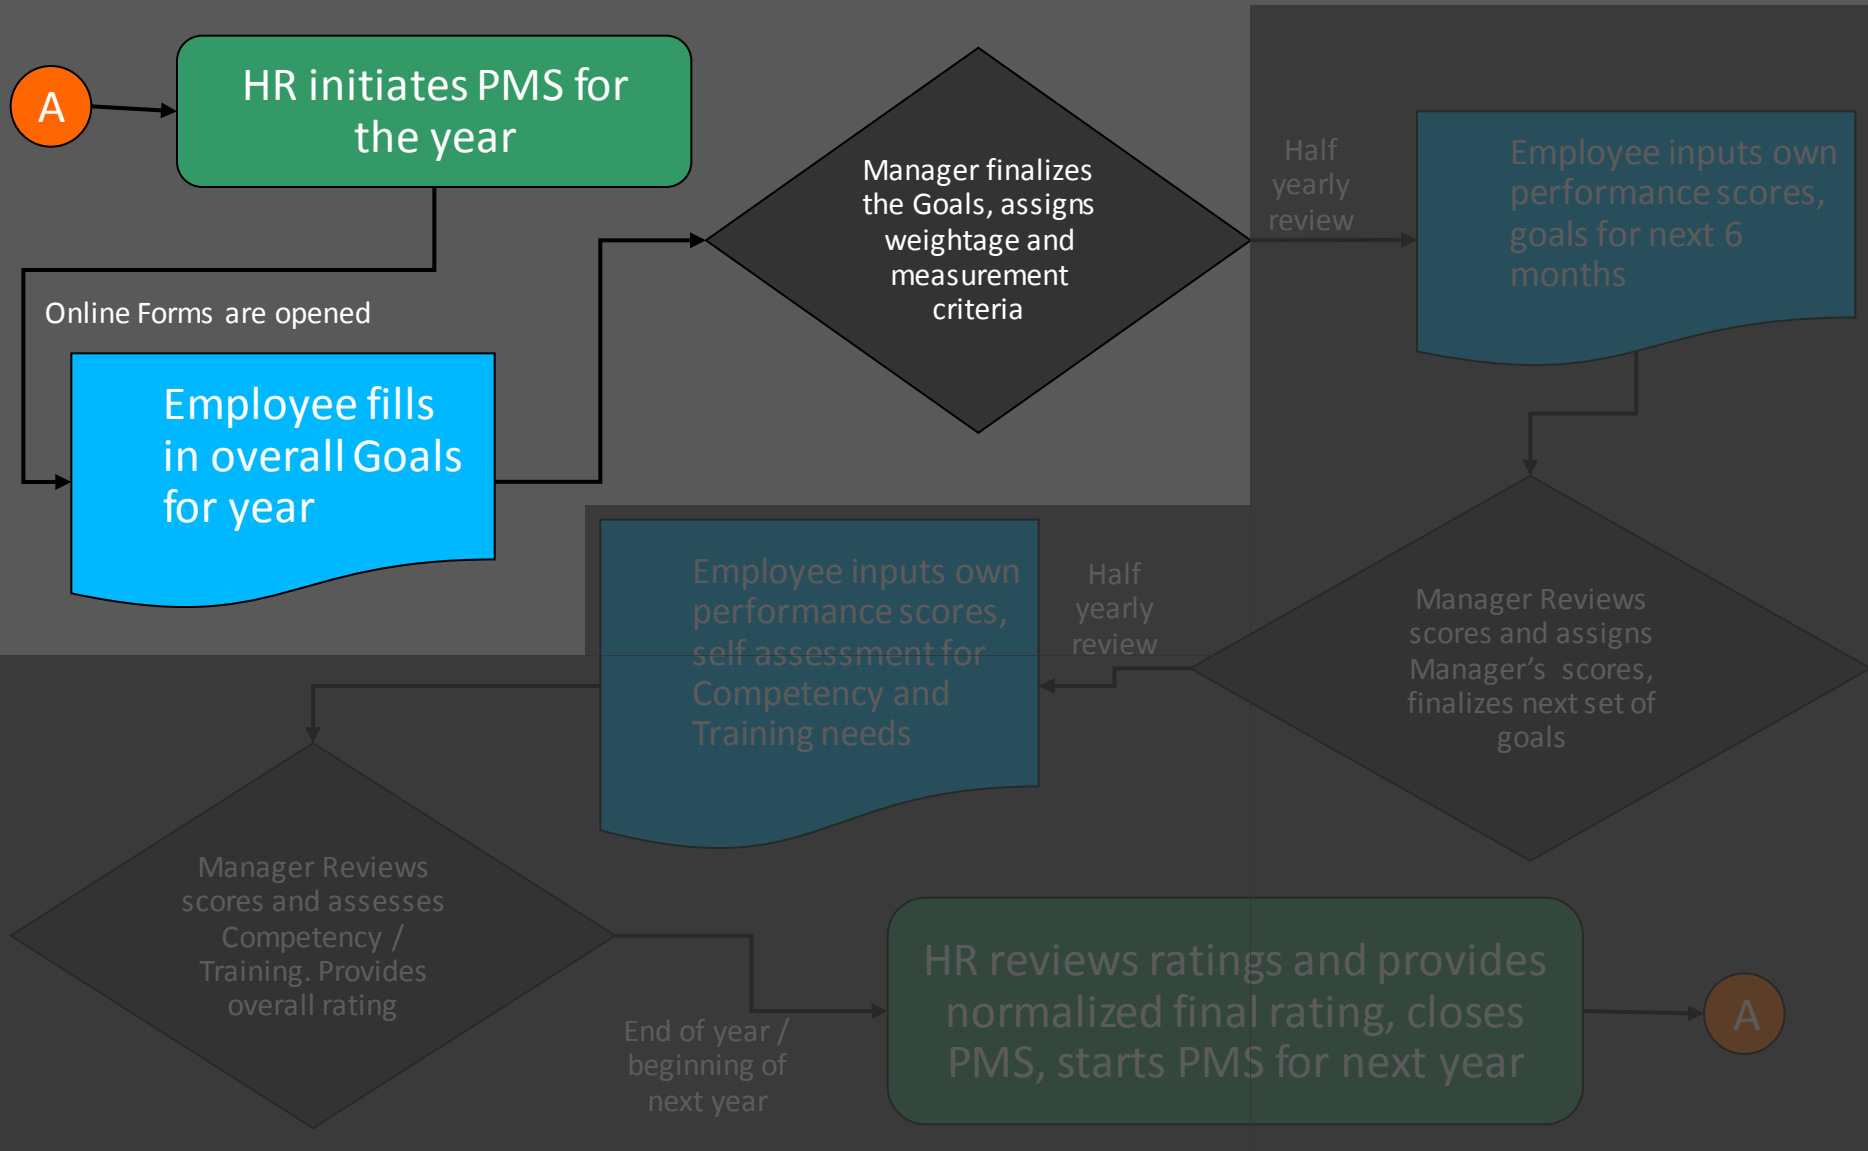 A
HR initiates PMS for
the year
Online Forms are opened
Employee fills
in overall Goals
for year
Manager finalizes
the Goals, assigns
weightage and
measurement
criteria
Half
yearly
review
Employee inputs own
performance scores,
goals for next 6
months
Manager Reviews
scores and assigns
Manager’s scores,
finalizes next set of
goals
Half
yearly
review
Employee inputs own
performance scores,
self assessment for
Competency and
Training needs
Manager Reviews
scores and assesses
Competency /
Training. Provides
overall rating
End of year /
beginning of
next year
HR reviews ratings and provides
normalized final rating, closes
PMS, starts PMS for next year
A